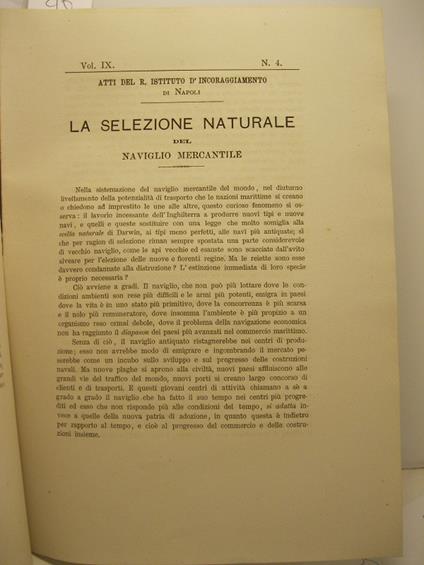 Vol. IX. N. 4.
ATTI DEL R. ISTITUTO D'INCORAGGIAMENTO
DI NAPOLI
LA SELEZIONE NATURALE
DEL
NAVIGLIO MERCANTILE
Nella sistemazione del naviglio mercantile del mondo, nel diuturno
livellamento della potenzialità di trasporto che le nazioni marittime si creano
o chiedono ad imprestito le une alle altre, questo curioso fenomeno si os-
serva: il lavorio incessante dell'Inghilterra a produrre nuovi tipi e nuove
navi, e quelli e queste sostituire con una legge che molto somiglia alla
scelta naturale di Darwin, ai tipi meno perfetti, alle navi più antiquate; sì
che per ragion di selezione riman sempre spostata una parte considerevole
di vecchio naviglio, come le api vecchie ed esauste sono scacciate dall'avito
alveare per l'elezione delle nuove e fiorenti regine. Ma le reiette sono esse
davvero condannate alla distruzione? L'estinzione immediata di loro specie
è proprio necessaria?
Ciò avviene a gradi. Il naviglio, che non può più lottare dove le con-
dizioni ambienti son rese più difficili e le armi più potenti, emigra in paesi
dove la vita è in uno stato più primitivo, dove la concorrenza è più scarsa
e il nolo più remuneratore, dove insomma l'ambiente è più propizio a un
organismo reso ormai debole, dove il problema della navigazione economica
non ha raggiunto il diapason dei paesi più avanzati nel commercio marittimo.
Senza di ciò, il naviglio antiquato ristagnerebbe nei centri di produ-
zione; esso non avrebbe modo di emigrare e ingombrando il mercato pe-
serebbe come un incubo sullo sviluppo e sul progresso delle costruzioni
navali. Ma nuove plaghe si aprono alla civiltà, nuovi paesi affluiscono alle
grandi vie del traffico del mondo, nuovi porti si creano largo concorso di
clienti e di trasporti. E questi giovani centri di attività chiamano a sè a
grado a grado il naviglio che ha fatto il suo tempo nei centri più progre-
diti ed esso che non risponde più alle condizioni del tempo, si adatta in-
vece a quelle della nuova patria di adozione, in quanto questa è indietro
per rapporto al tempo, e cioè al progresso del commercio e delle costru-
zioni insieme.